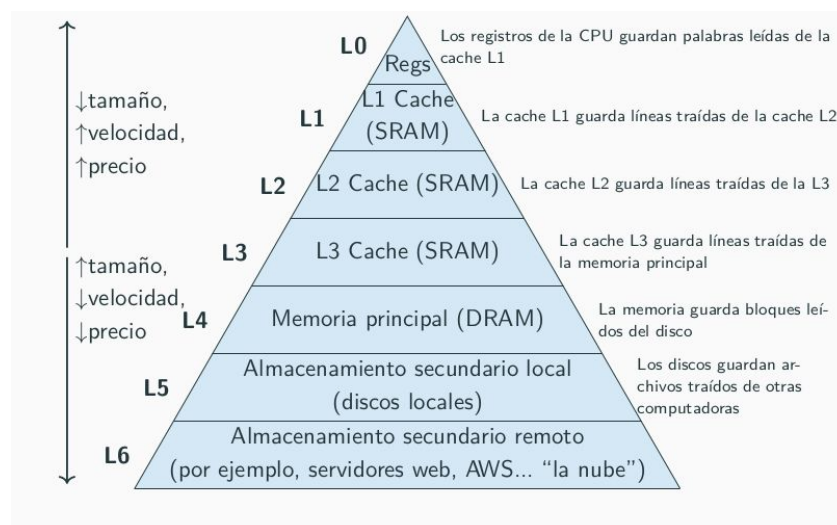 L0
Regs
Los registros de la CPU guardan palabras leídas de la
cache L1
↓tamaño,
↑velocidad,
↑precio
L1
L1 Cache
(SRAM)
La cache L1 guarda líneas traídas de la cache L2
L2
L2 Cache (SRAM)
La cache L2 guarda líneas traídas de la L3
L3
L3 Cache (SRAM)
La cache L3 guarda líneas traídas de
la memoria principal
↑tamaño,
↓velocidad,
↓precio
L4
Memoria principal (DRAM)
La memoria guarda bloques leí-
dos del disco
L5
Almacenamiento secundario local
(discos locales)
Los discos guardan ar-
chivos traídos de otras
computadoras
L6
Almacenamiento secundario remoto
(por ejemplo, servidores web, AWS... “la nube”)